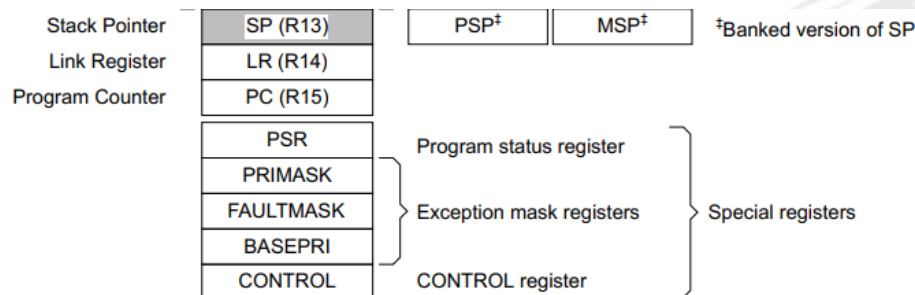 Stack Pointer SP (R13) PSP‡ MSP‡ ‡Banked version of SP
Link Register LR (R14)
Program Counter PC (R15)
PSR Program status register
PRIMASK
FAULTMASK Exception mask registers Special registers
BASEPRI
CONTROL CONTROL register